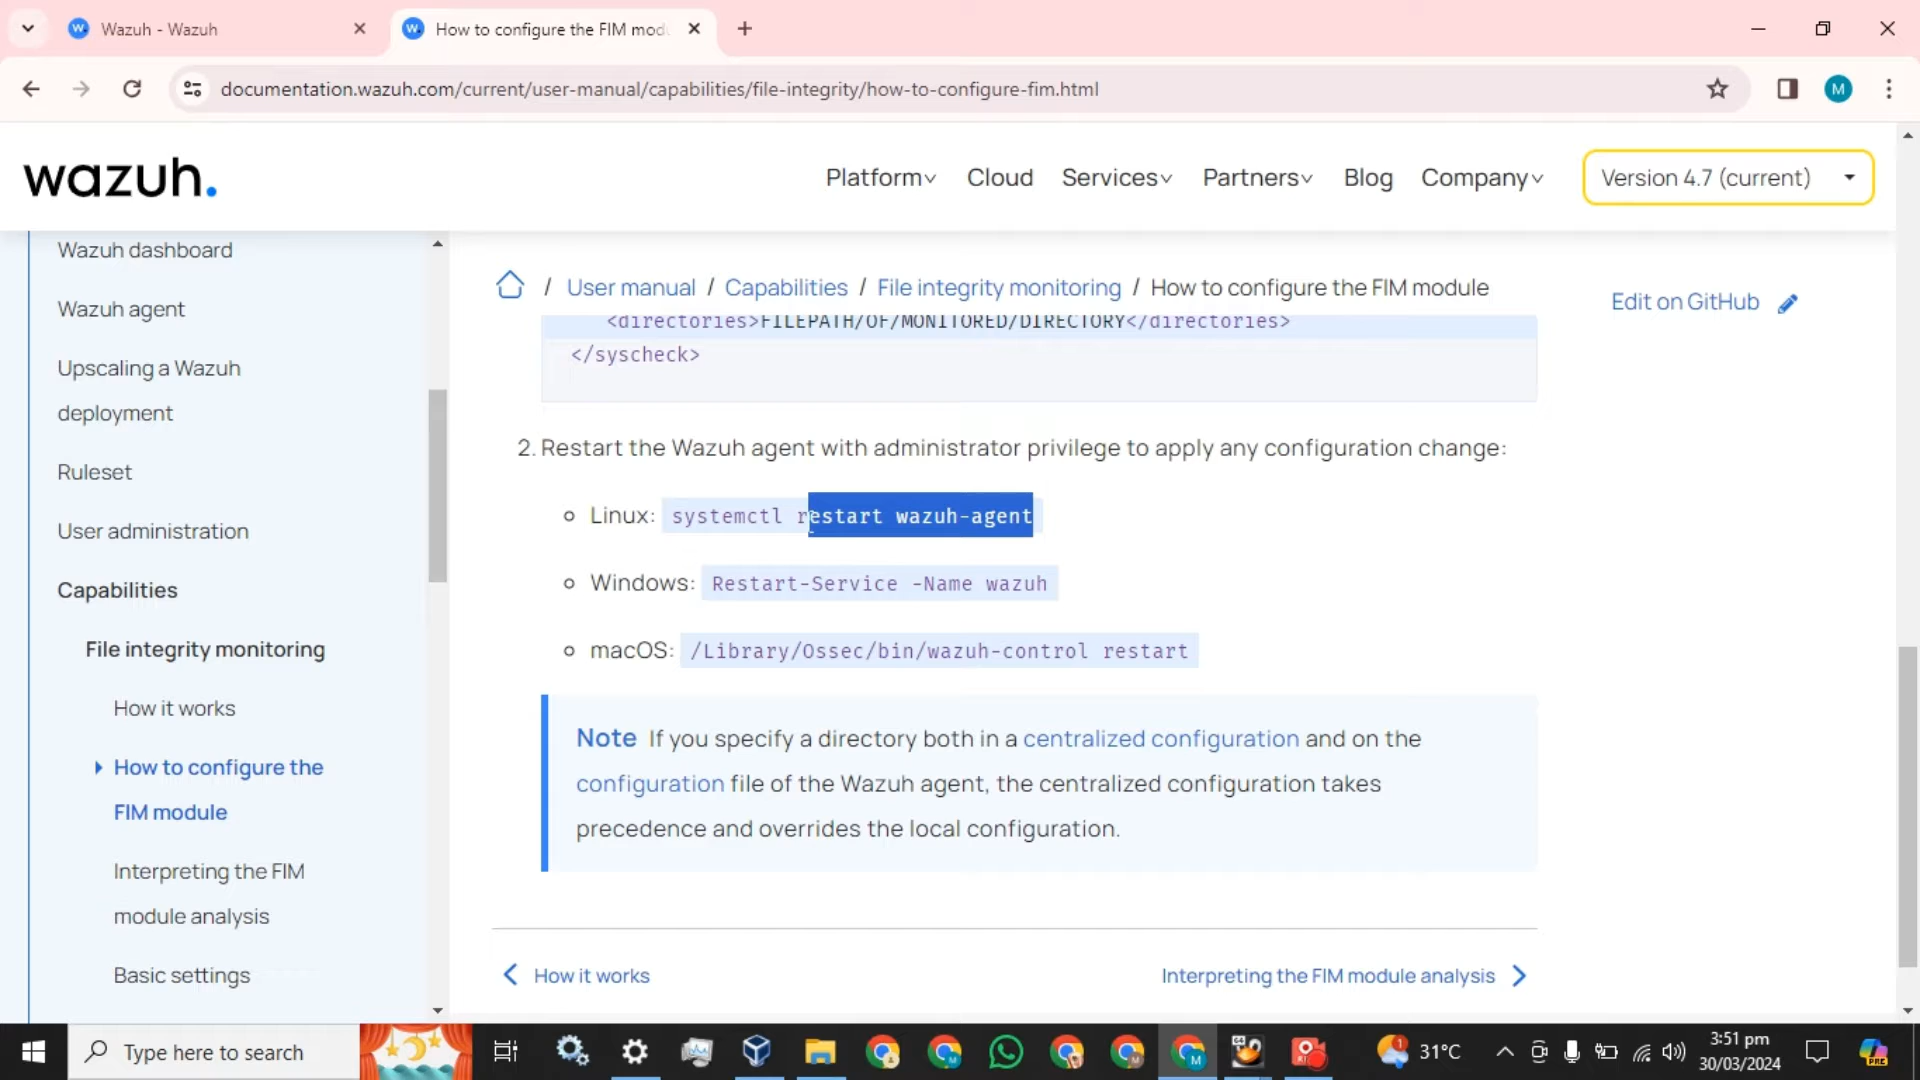 Wazuh - Wazuh
How to configure the FIM mod
documentation.wazuh.com/current/user-manual/capabilities/file-integrity/how-to-configure-fim.html
M
wazuh.
Platform
Cloud
Services
Partners
Blog
Company
Version 4.7 (current)
Wazuh dashboard
Wazuh agent
Upscaling a Wazuh
deployment
Ruleset
User administration
Capabilities
File integrity monitoring
How it works
How to configure the
FIM module
Interpreting the FIM
module analysis
Basic settings
/ User manual / Capabilities / File integrity monitoring / How to configure the FIM module
Edit on GitHub
<directories>FILEPATH/OF/MONITORED/DIRECTORY</directories>
</syscheck>
2. Restart the Wazuh agent with administrator privilege to apply any configuration change:
Linux: systemctl restart wazuh-agent
Windows: Restart-Service -Name wazuh
macOS: /Library/Ossec/bin/wazuh-control restart
Note If you specify a directory both in a centralized configuration and on the
configuration file of the Wazuh agent, the centralized configuration takes
precedence and overrides the local configuration.
How it works
Interpreting the FIM module analysis
Type here to search
31°C
3:51 pm
30/03/2024